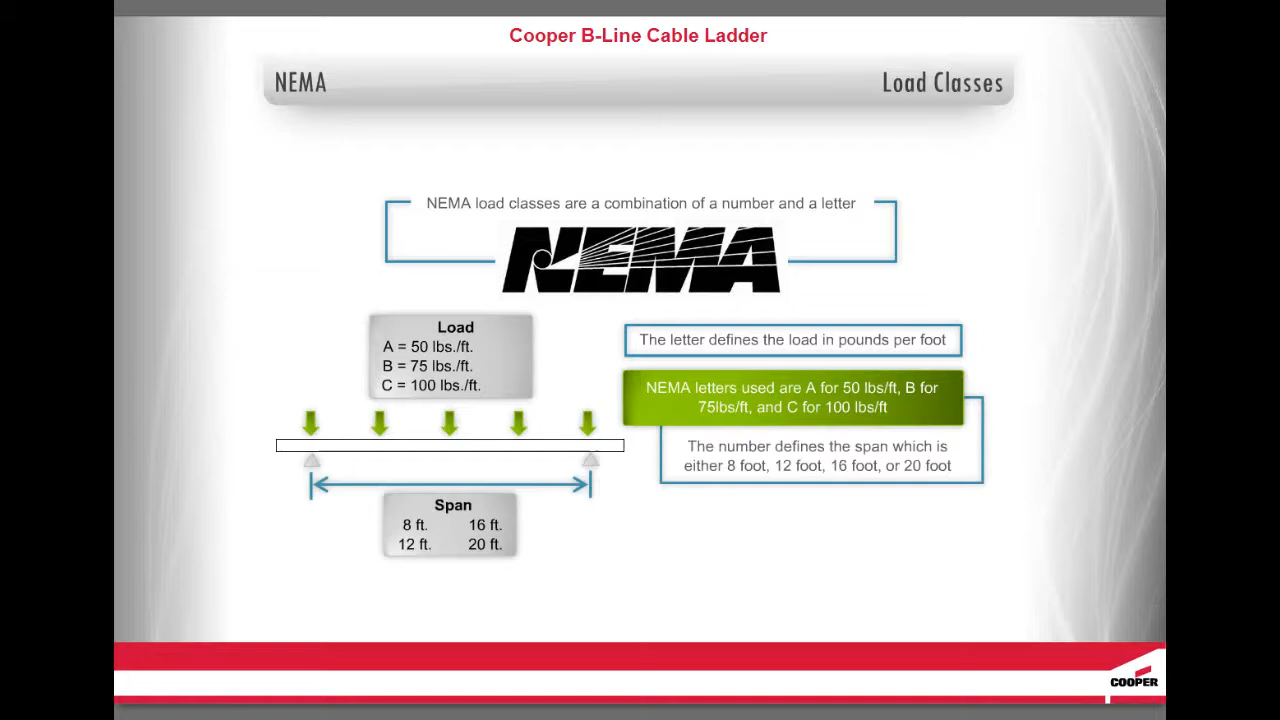 Cooper B-Line Cable Ladder
NEMA
Load Classes
NEMA load classes are a combination of a number and a letter
NEMA
Load
A = 50 lbs./ft.
B = 75 lbs./ft.
C = 100 lbs./ft.
The letter defines the load in pounds per foot
NEMA letters used are A for 50 lbs/ft, B for
75lbs/ft, and C for 100 lbs/ft
The number defines the span which is
either 8 foot, 12 foot, 16 foot, or 20 foot
Span
8 ft. 16 ft.
12 ft. 20 ft.
COOPER